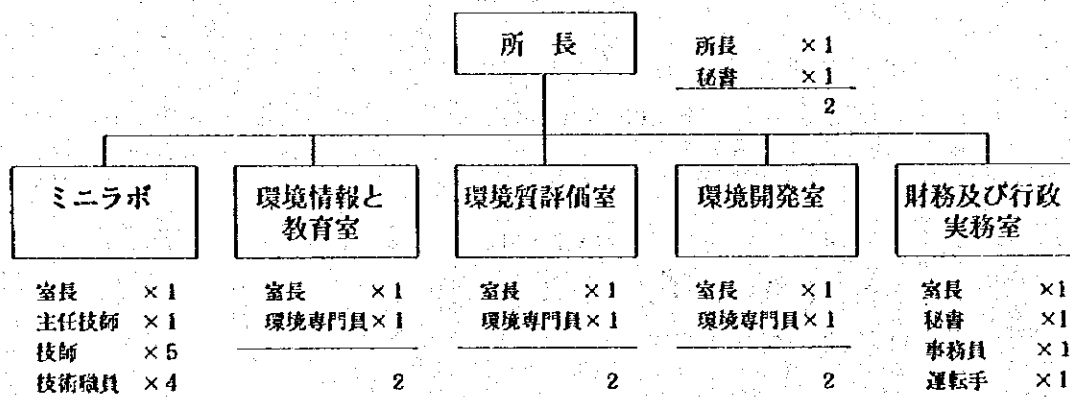 所 長
所長 ×1
秘書 ×1
2
ミニラボ
環境情報と
教育室
環境質評価室
環境開発室
財務及び行政
実務室
室長 ×1
主任技師 ×1
技師 ×5
技術職員 ×4
室長 ×1
環境専門員×1
2
室長 ×1
環境専門員×1
2
室長 ×1
環境専門員×1
2
室長 ×1
秘書 ×1
事務員 ×1
運転手 ×1